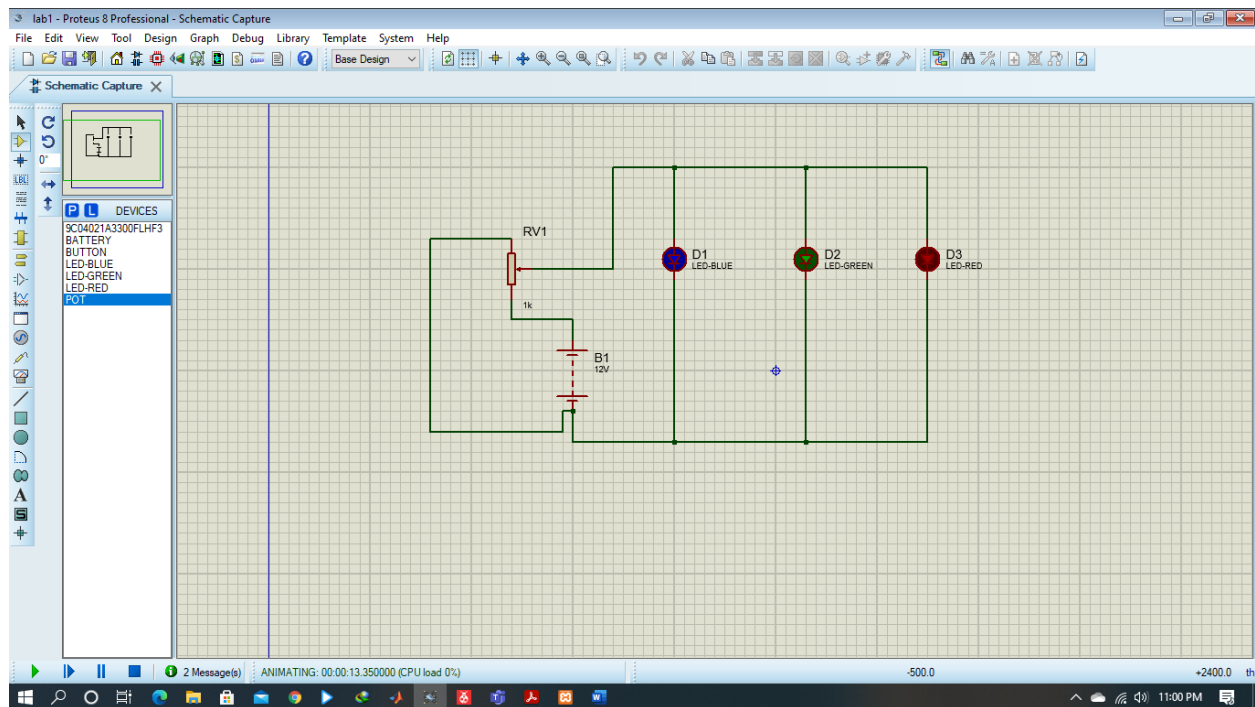 lab1 - Proteus 8 Professional - Schematic Capture
File Edit View Tool Design Graph Debug Library Template System Help
Base Design
Schematic Capture
0°
LBL
P L DEVICES
9C04021A3300FLHF3
BATTERY
BUTTON
LED-BLUE
LED-GREEN
LED-RED
POT
RV1
1k
B1
12V
D1
LED-BLUE
D2
LED-GREEN
D3
LED-RED
A
S
2 Message(s) ANIMATING: 00:00:13.350000 (CPU load 0%) -500.0 +2400.0 th
11:00 PM